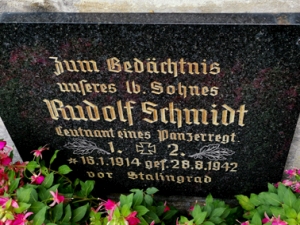 Zum Gedächtnis
unseres lb. Sohnes
Rudolf Schmidt
Leutnant eines Panzerregt
1. ✠ 2.
* 16.1.1914 gef. 28.8.1942
vor Stalingrad